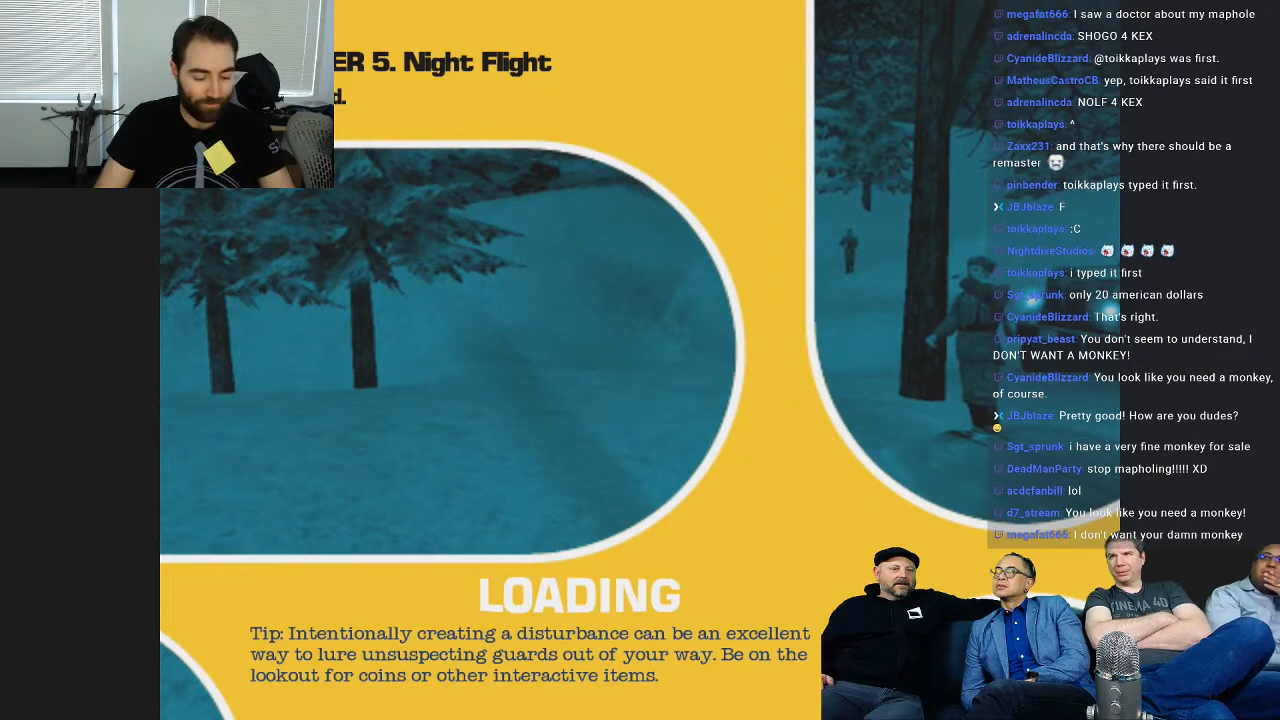 ER 5. Night Flight
d.
LOADING
Tip: Intentionally creating a disturbance can be an excellent
way to lure unsuspecting guards out of your way. Be on the
lookout for coins or other interactive items.
megafat666: I saw a doctor about my maphole
adrenalincda: SHOGO 4 KEX
CyanideBlizzard: @toikkaplays was first.
MatheusCastroCB: yep, toikkaplays said it first
adrenalincda: NOLF 4 KEX
toikkaplays: ^
Zaxx231: and that's why there should be a
remaster
pinbender: toikkaplays typed it first.
JBJblaze: F
toikkaplays: :C
NightdiveStudios:
toikkaplays: i typed it first
Sgt_sprunk: only 20 american dollars
CyanideBlizzard: That's right.
pripyat_beast: You don't seem to understand, I
DON'T WANT A MONKEY!
CyanideBlizzard: You look like you need a monkey,
of course.
JBJblaze: Pretty good! How are you dudes?
Sgt_sprunk: i have a very fine monkey for sale
DeadManParty: stop mapholing!!!!! XD
acdcfanbill: lol
d7_stream: You look like you need a monkey!
megafat666: I don't want your damn monkey
CINEMA 4D